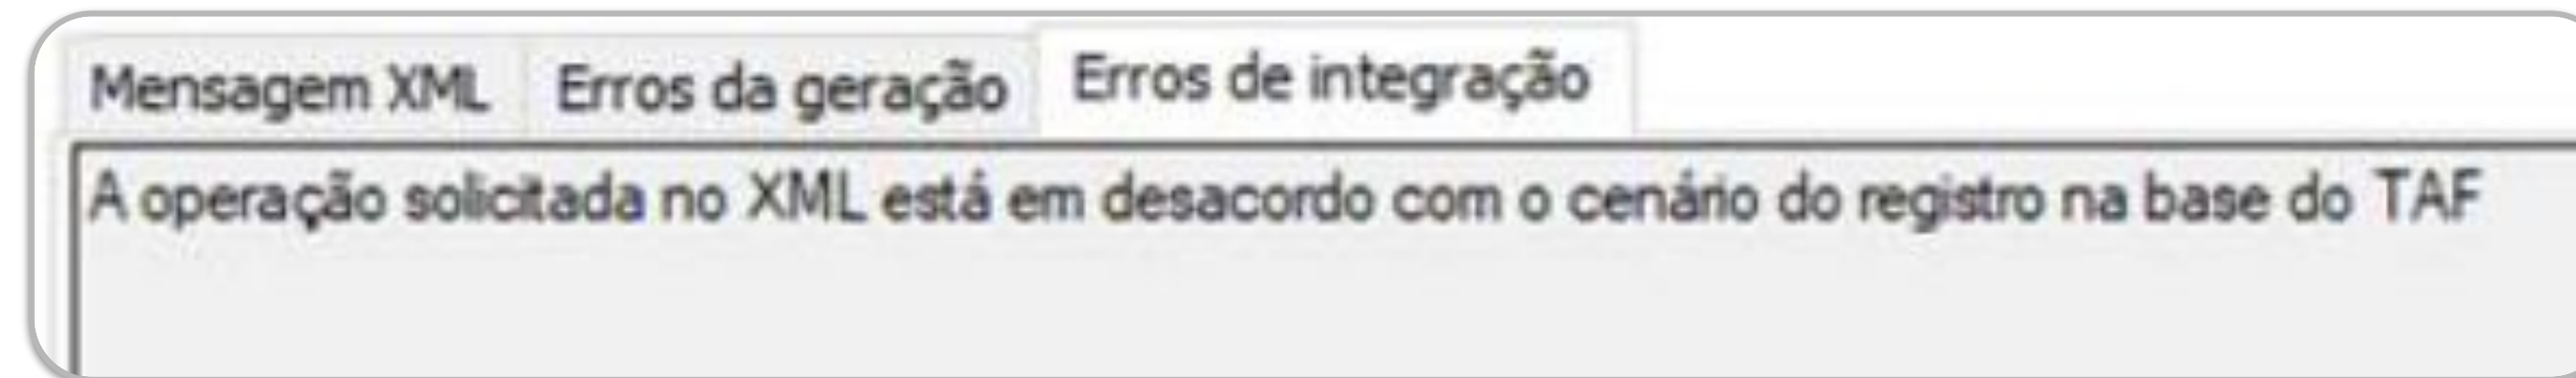 Mensagem XML Erros da geração Erros de integração
A operação solicitada no XML está em desacordo com o cenário do registro na base do TAF